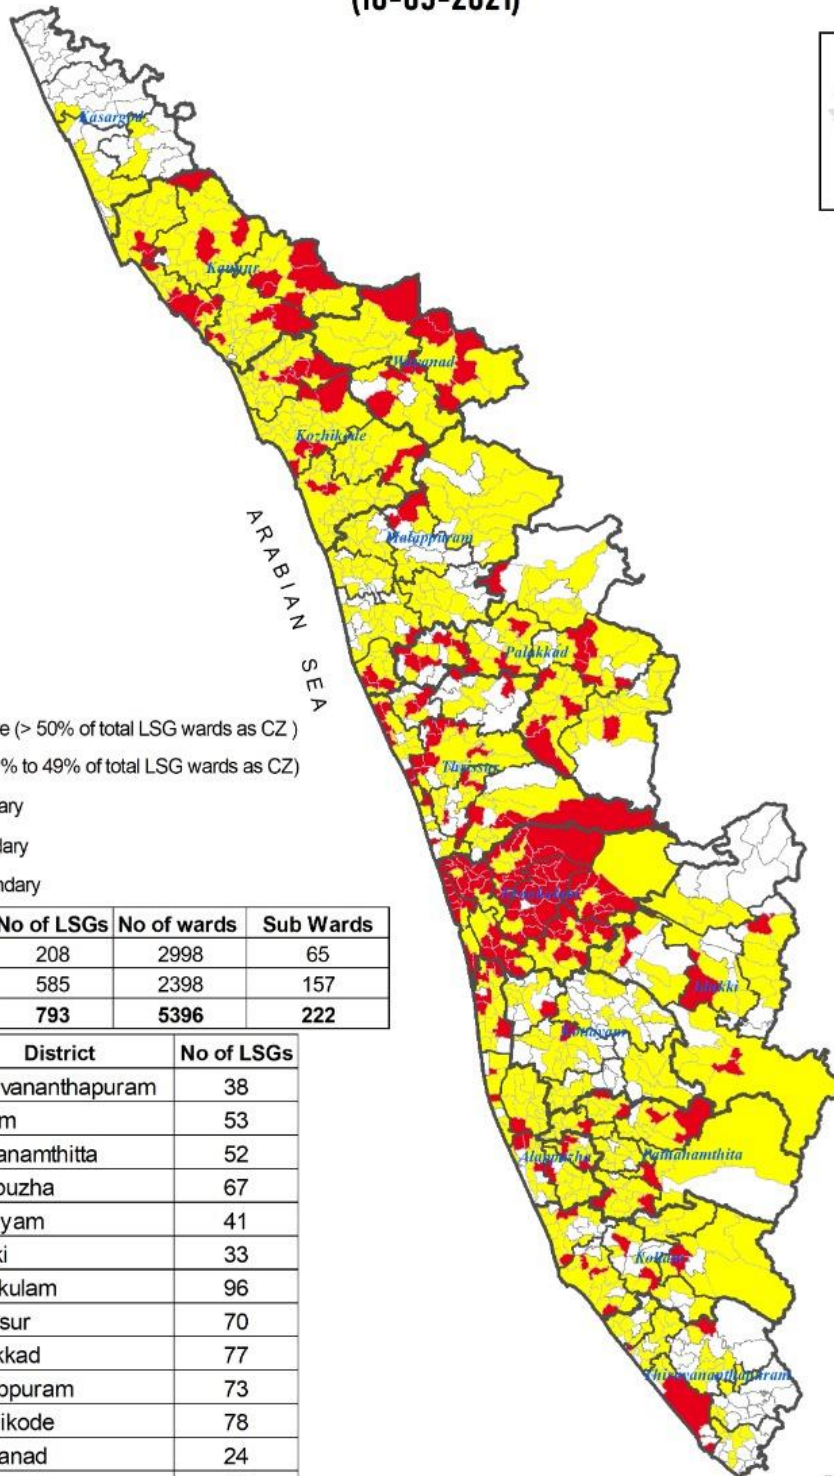 (10-05-2021)
Kasargod
Kannur
Wayanad
Kozhikode
ARABIAN SEA
Malappuram
Palakkad
Thrissur
Ernakulam
Idukki
Kottayam
Alappuzha
Pathanamthita
Kollam
Thiruvananthapuram
e (> 50% of total LSG wards as CZ )
% to 49% of total LSG wards as CZ)
ary
dary
ndary
No of LSGs No of wards Sub Wards
208 2998 65
585 2398 157
793 5396 222
District No of LSGs
vananthapuram 38
m 53
anamthitta 52
puzha 67
yam 41
ki 33
kulam 96
sur 70
kkad 77
ppuram 73
ikode 78
anad 24